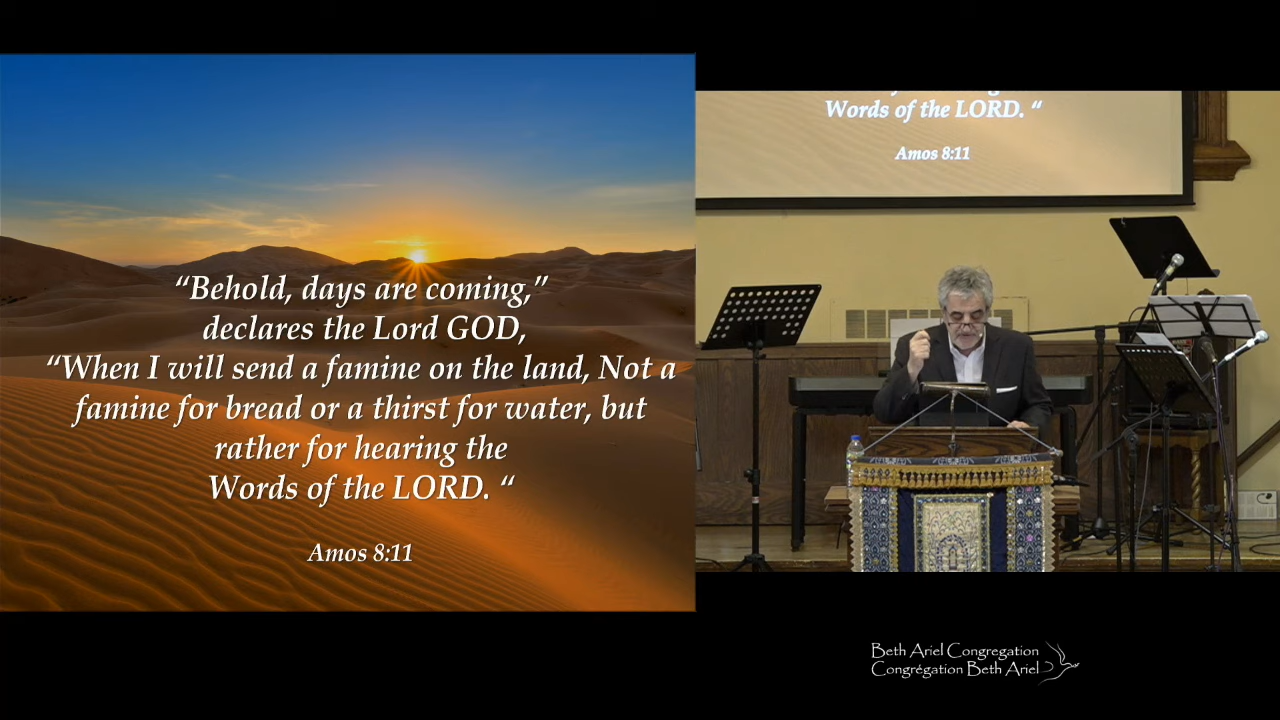 “Behold, days are coming,”
declares the Lord GOD,
“When I will send a famine on the land, Not a
famine for bread or a thirst for water, but
rather for hearing the
Words of the LORD. “
Amos 8:11
Words of the LORD. “
Amos 8:11
Beth Ariel Congregation
Congrégation Beth Ariel